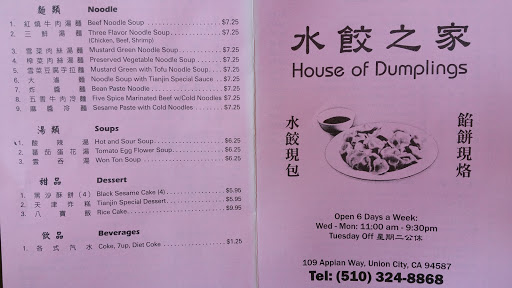 麵類 Noodle
1. 紅燒牛肉湯麵 Beef Noodle Soup $7.25
2. 三鮮湯麵 Three Flavor Noodle Soup $7.25
(Chicken, Beef, Shrimp)
3. 雪菜肉絲湯麵 Mustard Green Noodle Soup $7.25
4. 榨菜肉絲湯麵 Preserved Vegetable Noodle Soup $7.25
5. 雪菜豆腐干拉麵 Mustard Green with Tofu Noodle Soup $7.25
6. 大滷麵 Noodle Soup with Tianjin Special Sauce $7.25
7. 炸醬麵 Bean Paste Noodle $7.25
8. 五香牛肉冷麵 Five Spice Marinated Beef w/Cold Noodles $7.25
9. 麻醬冷麵 Sesame Paste with Cold Noodles $7.25
湯類 Soups
1. 酸辣湯 Hot and Sour Soup $6.25
2. 蕃茄蛋花湯 Tomato Egg Flower Soup $6.25
3. 雲吞湯 Won Ton Soup $6.25
甜品 Dessert
1. 黑沙酥餅(4) Black Sesame Cake (4) $5.95
2. 天津炸糕 Tianjin Special Dessert $5.95
3. 八寶飯 Rice Cake $9.95
飲品 Beverages
1. 各式汽水 Coke, 7up, Diet Coke $1.25
水餃之家
House of Dumplings
水餃現包
餡餅現烙
Open 6 Days a Week:
Wed - Mon: 11:00 am - 9:30pm
Tuesday Off 星期二公休
109 Appian Way, Union City, CA 94587
Tel: (510) 324-8868